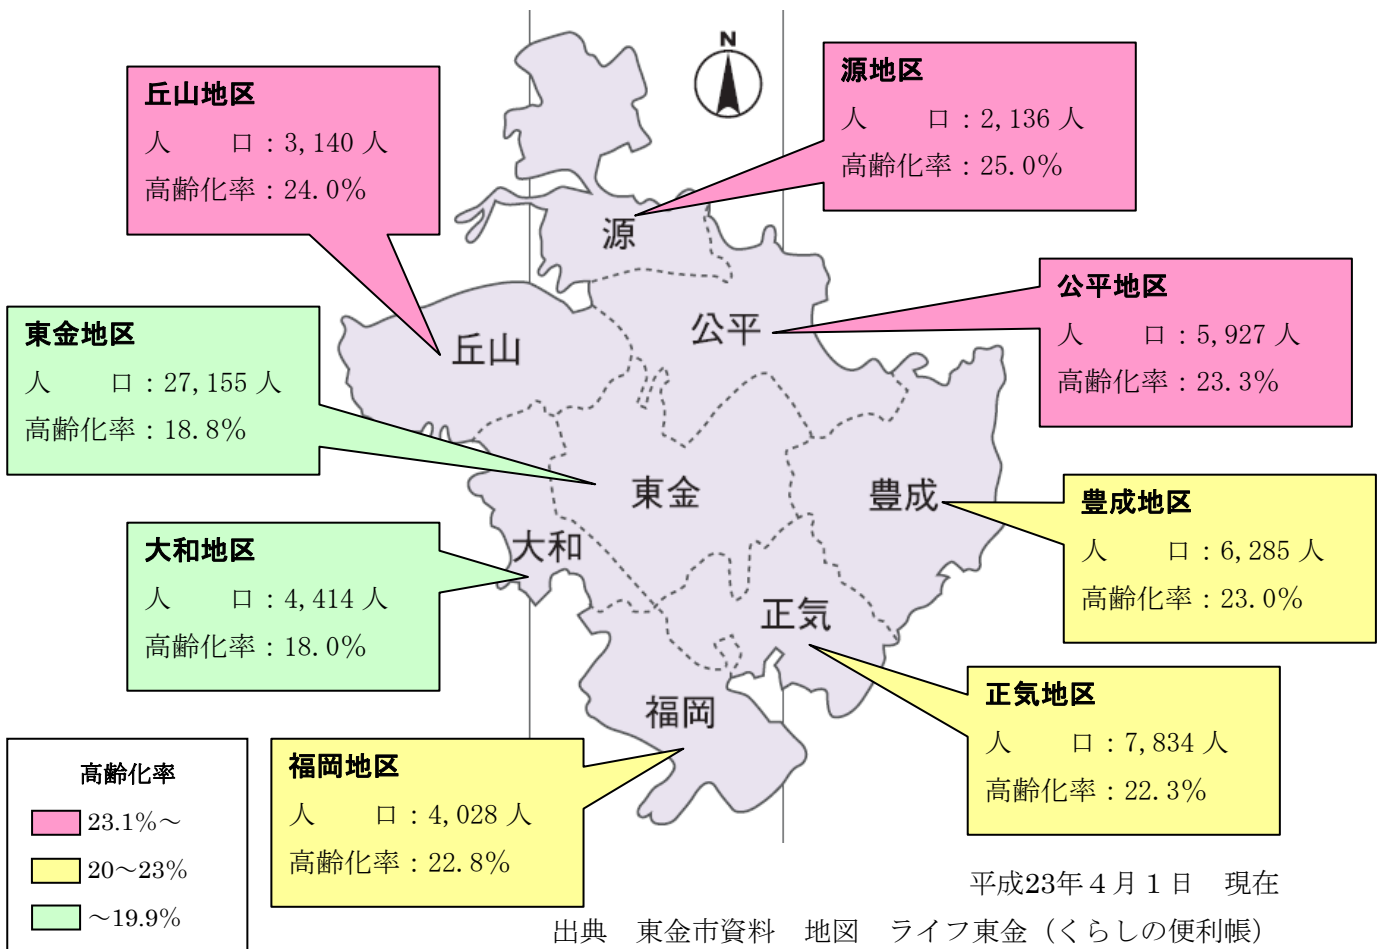 N
丘山地区
人　　口：3,140 人
高齢化率：24.0%
源地区
人　　口：2,136 人
高齢化率：25.0%
源
公平地区
人　　口：5,927 人
高齢化率：23.3%
東金地区
人　　口：27,155 人
高齢化率：18.8%
丘山
公平
東金
豊成
豊成地区
人　　口：6,285 人
高齢化率：23.0%
大和地区
人　　口：4,414 人
高齢化率：18.0%
大和
正気
福岡
正気地区
人　　口：7,834 人
高齢化率：22.3%
福岡地区
人　　口：4,028 人
高齢化率：22.8%
高齢化率
23.1%～
20～23%
～19.9%
平成23年４月１日　現在
出典　東金市資料　地図　ライフ東金（くらしの便利帳）